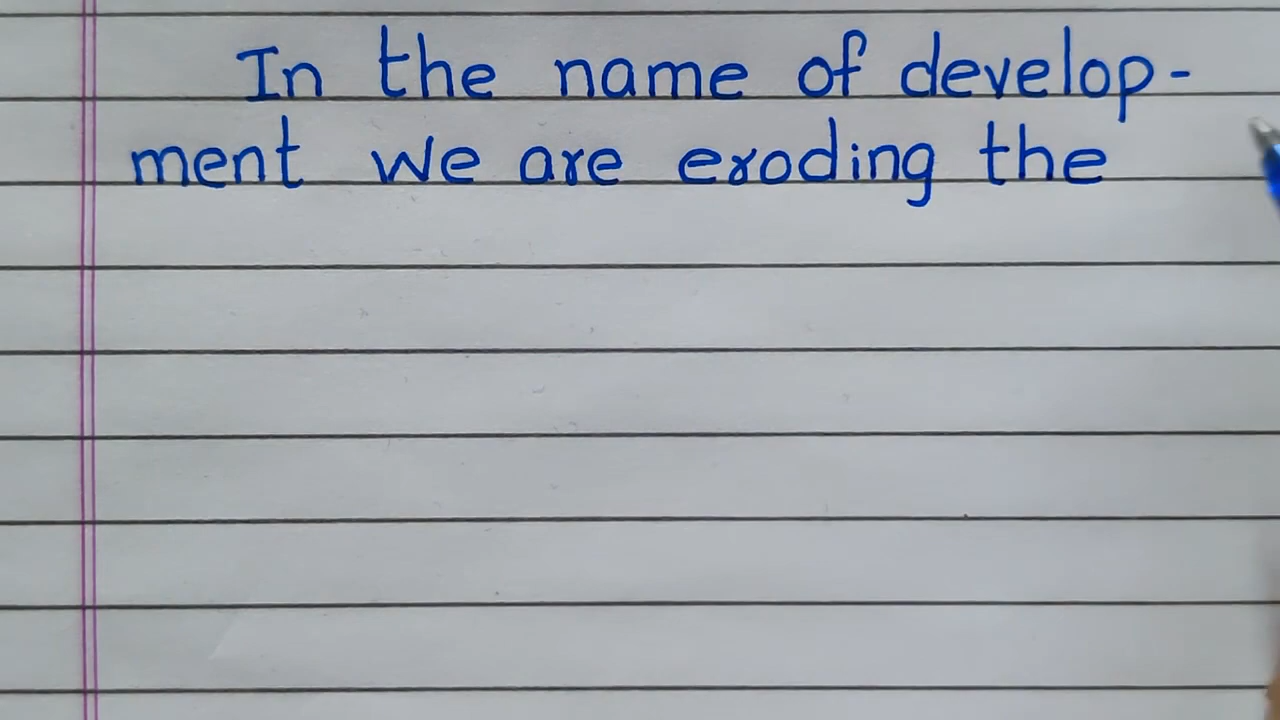 In the name of develop-
ment we are eroding the